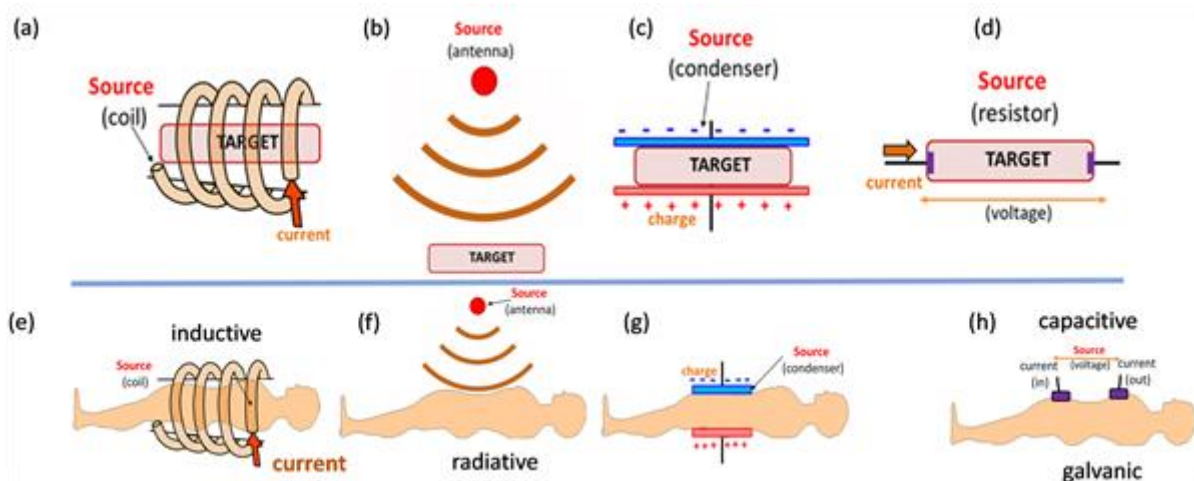 (a)
Source
(coil)
TARGET
current
(b)
Source
(antenna)
TARGET
(c)
Source
(condenser)
- - - - - - - -
TARGET
+ + + + + + + +
charge
(d)
Source
(resistor)
TARGET
current
(voltage)
(e)
inductive
Source
(coil)
current
(f)
Source
(antenna)
radiative
(g)
charge
Source
(condenser)
+++ +++
(h)
capacitive
Source
(voltage)
current
(in)
current
(out)
galvanic